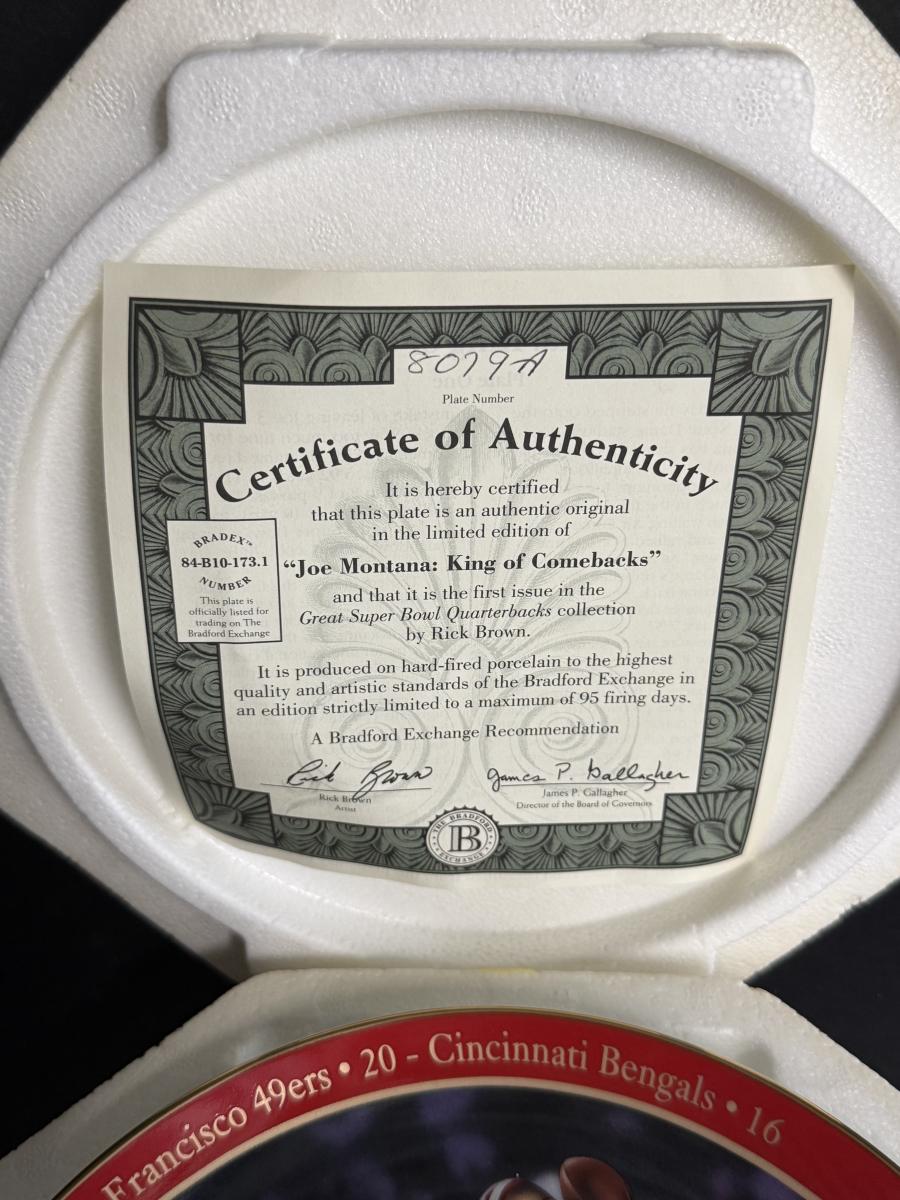 8079A
Plate Number
Certificate of Authenticity
It is hereby certified
that this plate is an authentic original
in the limited edition of
“Joe Montana: King of Comebacks”
and that it is the first issue in the
Great Super Bowl Quarterbacks collection
by Rick Brown.
BRADEX™
84-B10-173.1
NUMBER
This plate is
officially listed for
trading on The
Bradford Exchange
It is produced on hard-fired porcelain to the highest
quality and artistic standards of the Bradford Exchange in
an edition strictly limited to a maximum of 95 firing days.
A Bradford Exchange Recommendation
Rick Brown
James P. Gallagher
Rick Brown
Artist
James P. Gallagher
Director of the Board of Governors
THE BRADFORD
B
EXCHANGE
Francisco 49ers • 20 - Cincinnati Bengals • 16